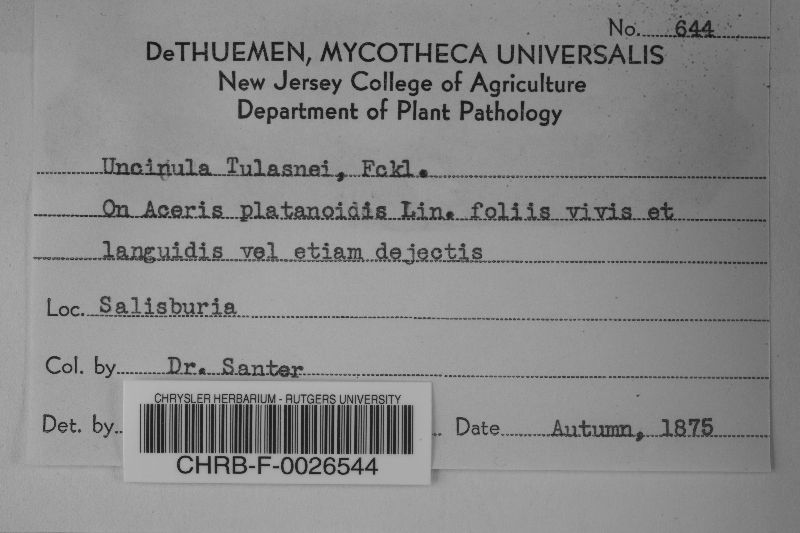 No. 644
DeTHUEMEN, MYCOTHECA UNIVERSALIS
New Jersey College of Agriculture
Department of Plant Pathology
Uncinula Tulasnei, Fckl.
On Aceris platanoidis Lin. foliis vivis et
languidis vel etiam dejectis
Loc. Salisburia
Col. by Dr. Santer
Det. by Date Autumn, 1875
CHRYSLER HERBARIUM - RUTGERS UNIVERSITY
CHRB-F-0026544